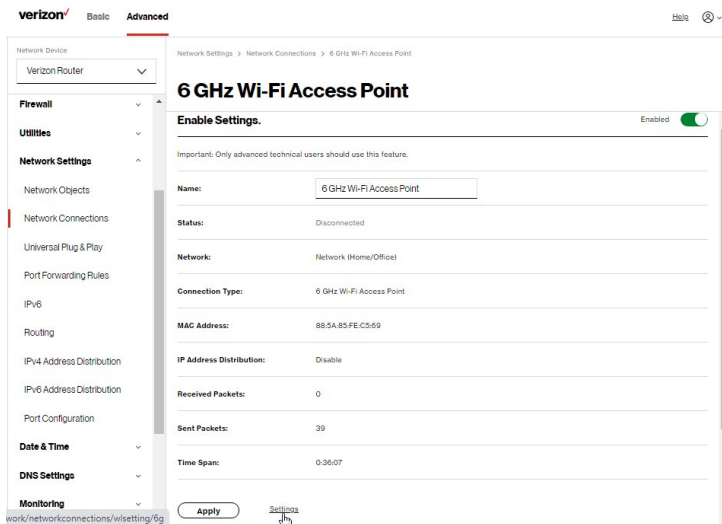 verizon✓ Basic Advanced Help
Network Device
Verizon Router
Firewall
Utilities
Network Settings
Network Objects
Network Connections
Universal Plug & Play
Port Forwarding Rules
IPv6
Routing
IPv4 Address Distribution
IPv6 Address Distribution
Port Configuration
Date & Time
DNS Settings
Monitoring
work/networkconnections/wlsetting/6g
Network Settings > Network Connections > 6 GHz Wi-Fi Access Point
6 GHz Wi-Fi Access Point
Enable Settings. Enabled
Important: Only advanced technical users should use this feature.
Name: 6 GHz Wi-Fi Access Point
Status: Disconnected
Network: Network (Home/Office)
Connection Type: 6 GHz Wi-Fi Access Point
MAC Address: 88:5A:85:FE:C5:69
IP Address Distribution: Disable
Received Packets: 0
Sent Packets: 39
Time Span: 0:36:07
Apply Settings